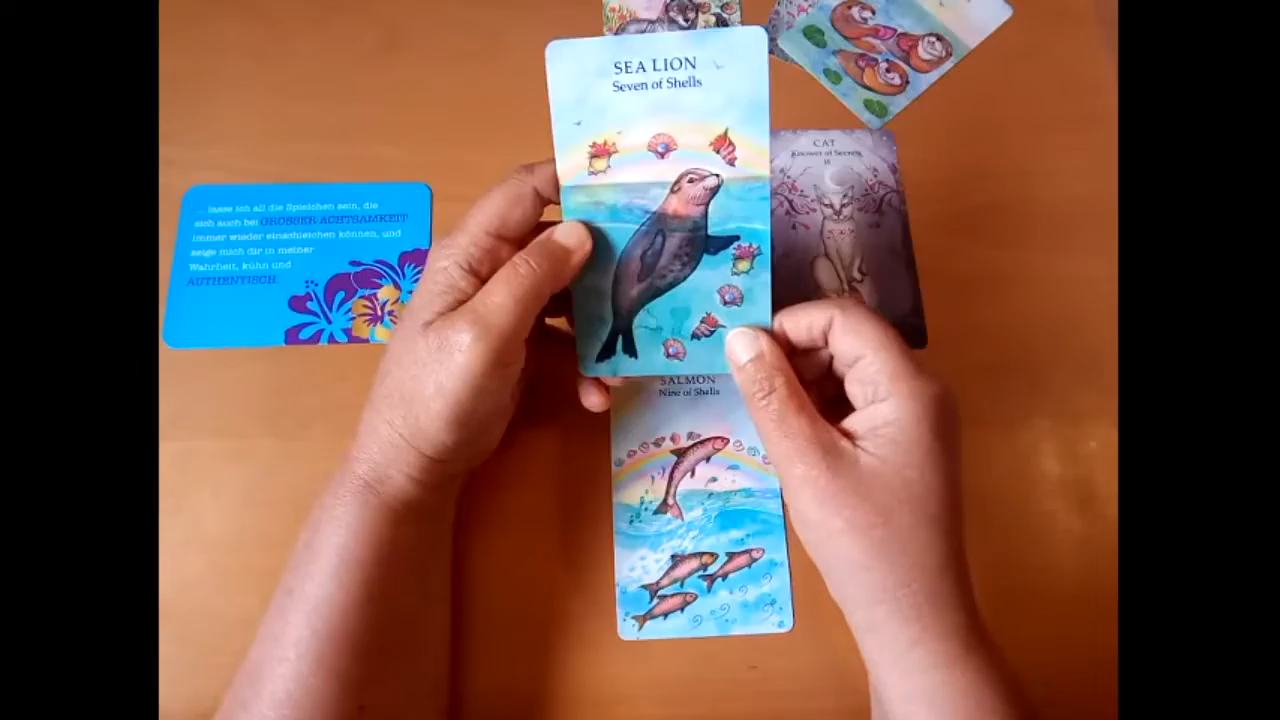 SEA LION
Seven of Shells
CAT
Knower of Secrets
II
... lasse ich all die Spielchen sein, die
sich auch bei GROSSER ACHTSAMKEIT
immer wieder einschleichen können, und
zeige mich dir in meiner
Wahrheit, kühn und
AUTHENTISCH.
SALMON
Nine of Shells